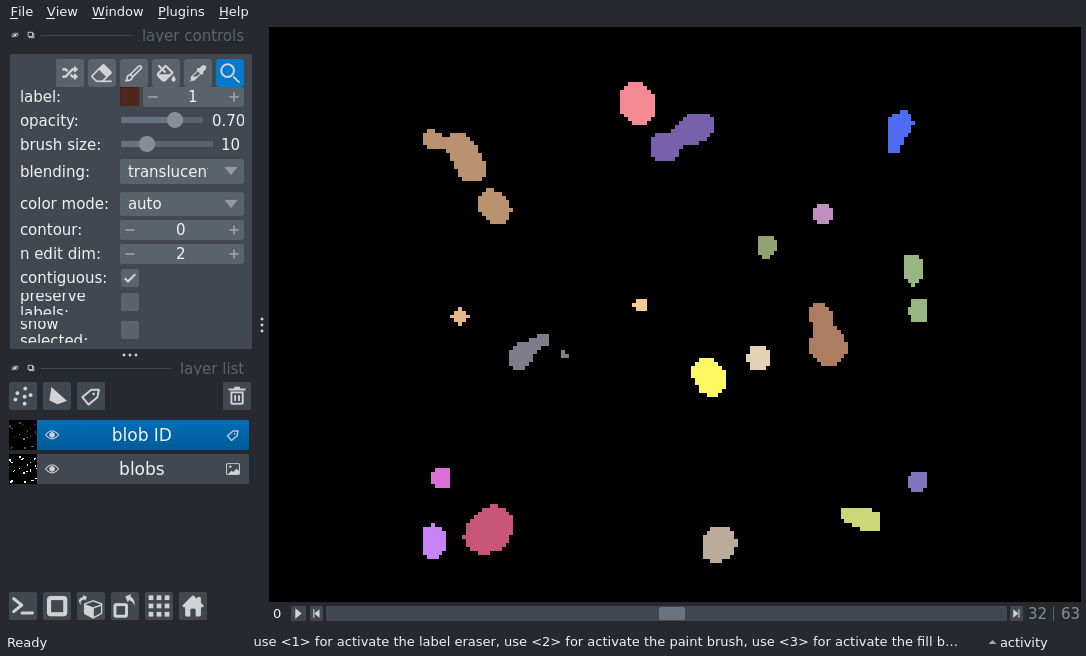 File View Window Plugins Help
layer controls
label: 1
opacity: 0.70
brush size: 10
blending: translucen
color mode: auto
contour: 0
n edit dim: 2
contiguous:
preserve
labels:
show
selected:
layer list
blob ID
blobs
0 32 63
Ready use <1> for activate the label eraser, use <2> for activate the paint brush, use <3> for activate the fill b... activity